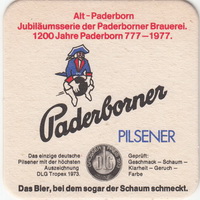 Alt-Paderborn
Jubiläumsserie der Paderborner Brauerei.
1200 Jahre Paderborn 777–1977.
Paderborner
PILSENER
Das einzige deutsche
Pilsener mit der höchsten
Auszeichnung
DLG Tropex 1973.
Geprüft:
Geschmack – Schaum –
Klarheit – Geruch –
Farbe
Das Bier, bei dem sogar der Schaum schmeckt.